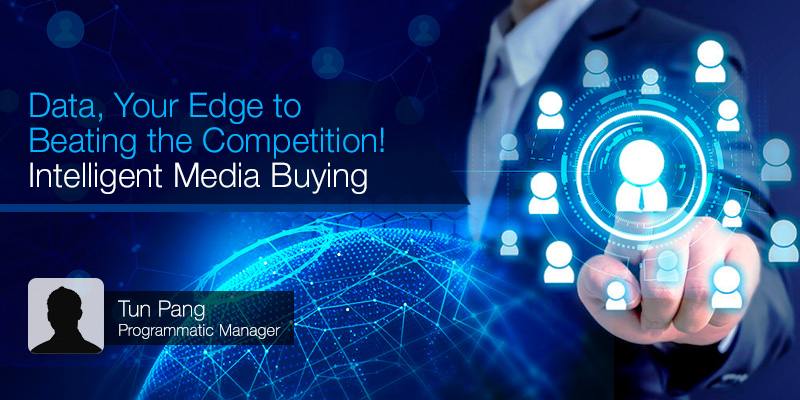 Data, Your Edge to
Beating the Competition!
Intelligent Media Buying
Tun Pang
Programmatic Manager